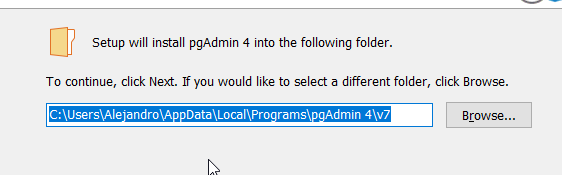 Setup will install pgAdmin 4 into the following folder.
To continue, click Next. If you would like to select a different folder, click Browse.
C:\Users\Alejandro\AppData\Local\Programs\pgAdmin 4\v7
Browse...